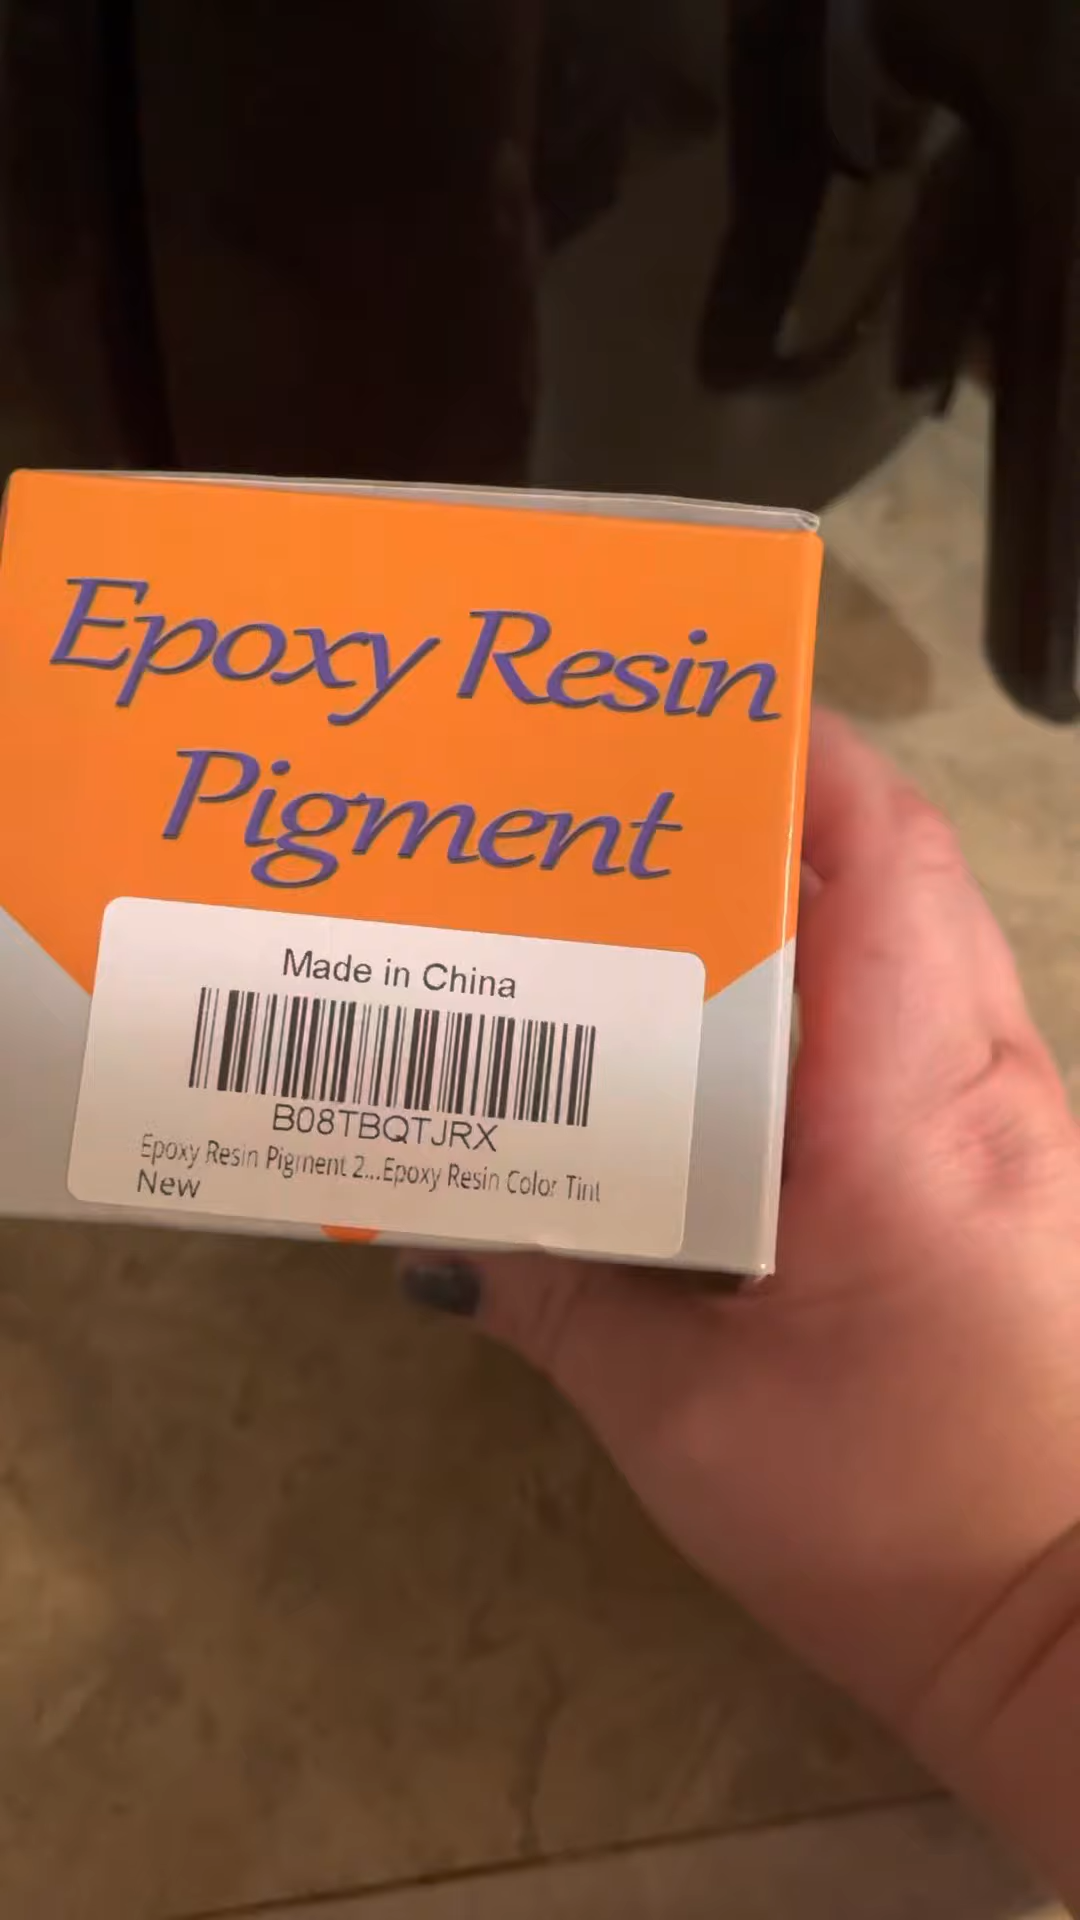 Epoxy Resin
Pigment
Made in China
B08TBQTJRX
Epoxy Resin Pigment 2...Epoxy Resin Color Tint
New